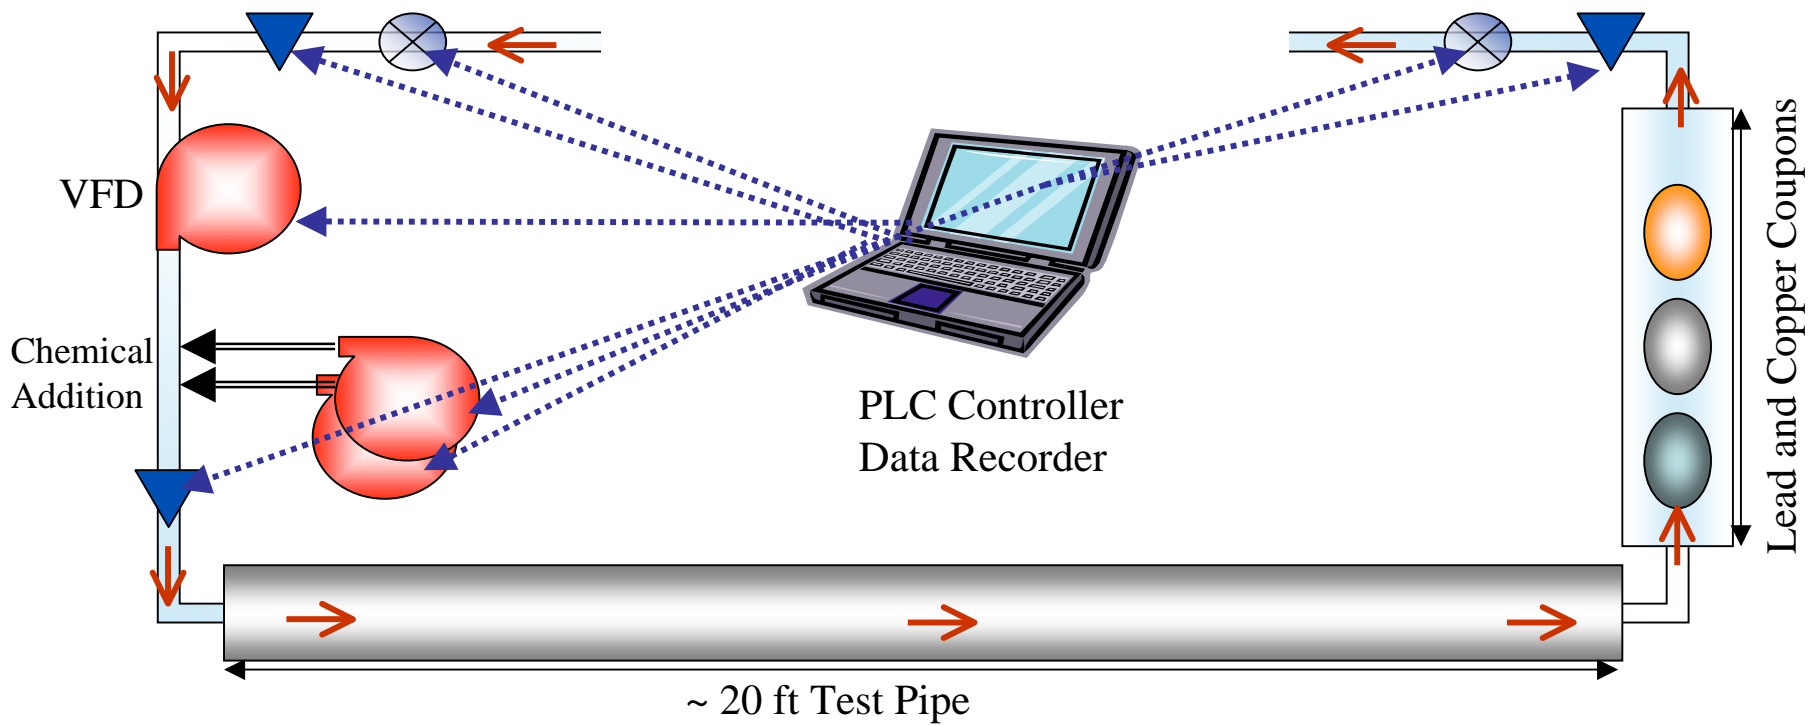 VFD
Chemical
Addition
PLC Controller
Data Recorder
Lead and Copper Coupons
~ 20 ft Test Pipe